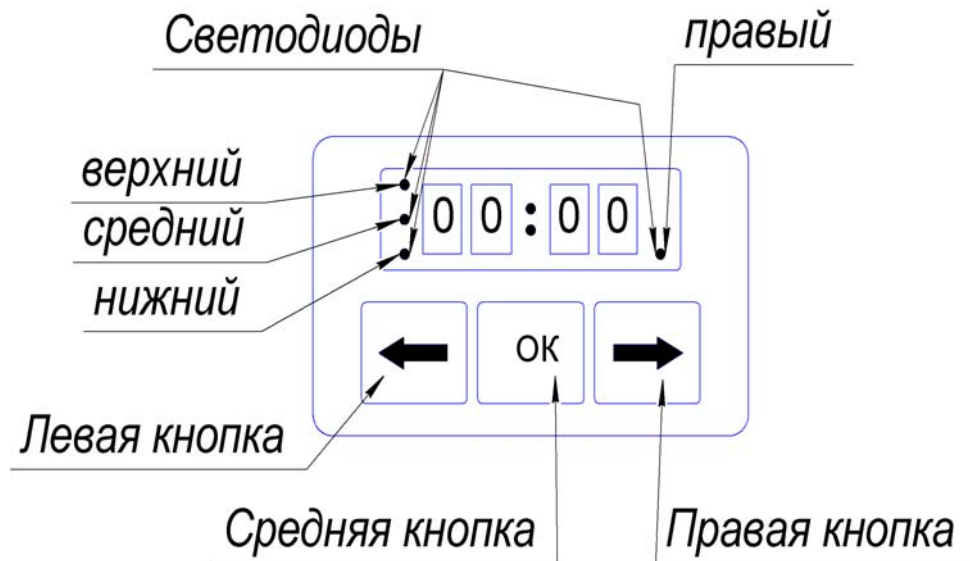 Светодиоды
правый
верхний
средний
нижний
00:00
ОК
Левая кнопка
Средняя кнопка
Правая кнопка